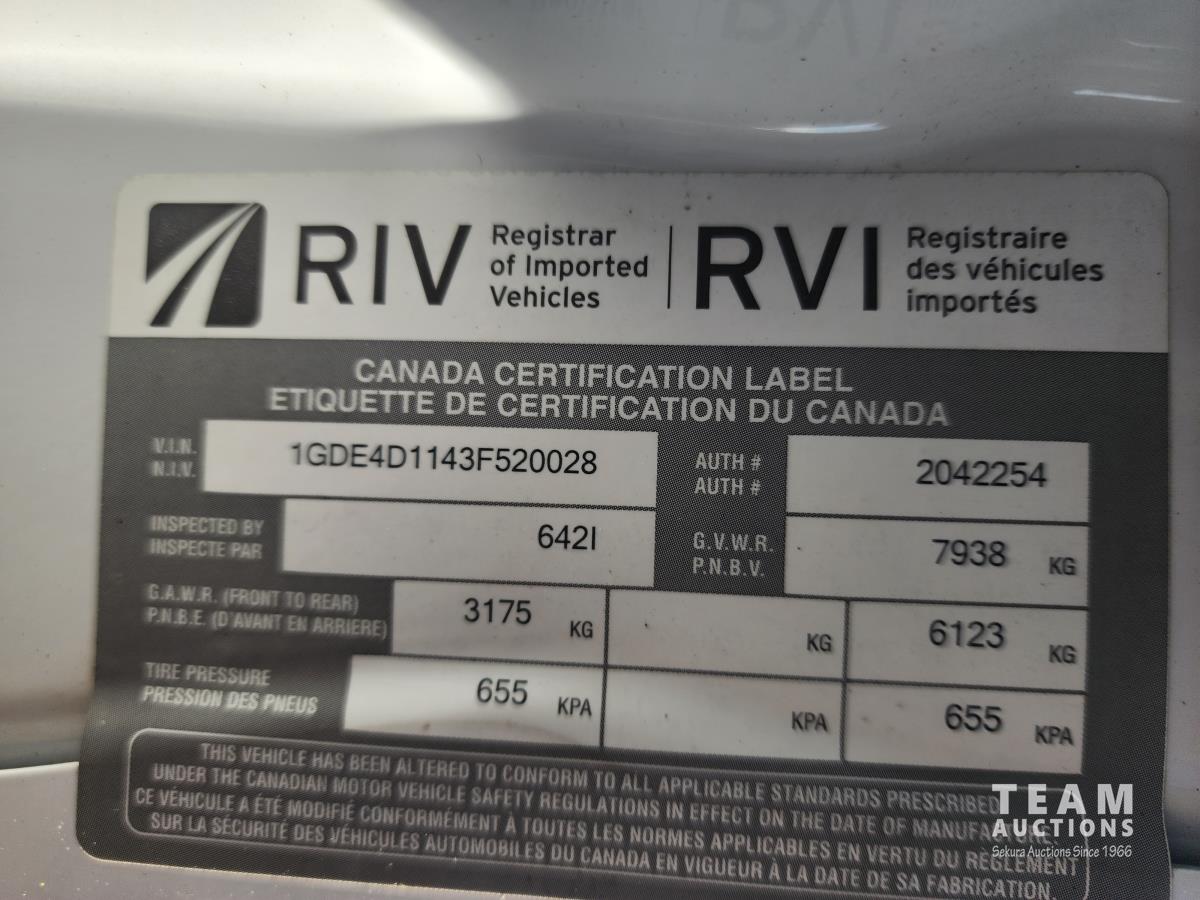 RIV
Registrar
of Imported
Vehicles
RVI
Registraire
des véhicules
importés
CANADA CERTIFICATION LABEL
ETIQUETTE DE CERTIFICATION DU CANADA
V.I.N.
N.I.V.
1GDE4D1143F520028
AUTH #
AUTH #
2042254
INSPECTED BY
INSPECTE PAR
642I
G.V.W.R.
P.N.B.V.
7938 KG
G.A.W.R. (FRONT TO REAR)
P.N.B.E. (D'AVANT EN ARRIERE)
3175 KG
KG
6123 KG
TIRE PRESSURE
PRESSION DES PNEUS
655 KPA
KPA
655 KPA
THIS VEHICLE HAS BEEN ALTERED TO CONFORM TO ALL APPLICABLE STANDARDS PRESCRIBED
UNDER THE CANADIAN MOTOR VEHICLE SAFETY REGULATIONS IN EFFECT ON THE DATE OF
CE VÉHICULE A ÉTÉ MODIFIÉ CONFORMÉMENT À TOUTES LES NORMES APPLICABLES EN VERTU DU RÈGLEMENT
SUR LA SÉCURITÉ DES VÉHICULES AUTOMOBILES DU CANADA EN VIGUEUR À LA DATE DE SA FABRICATION.
TEAM
AUCTIONS
Sekura Auctions Since 1966